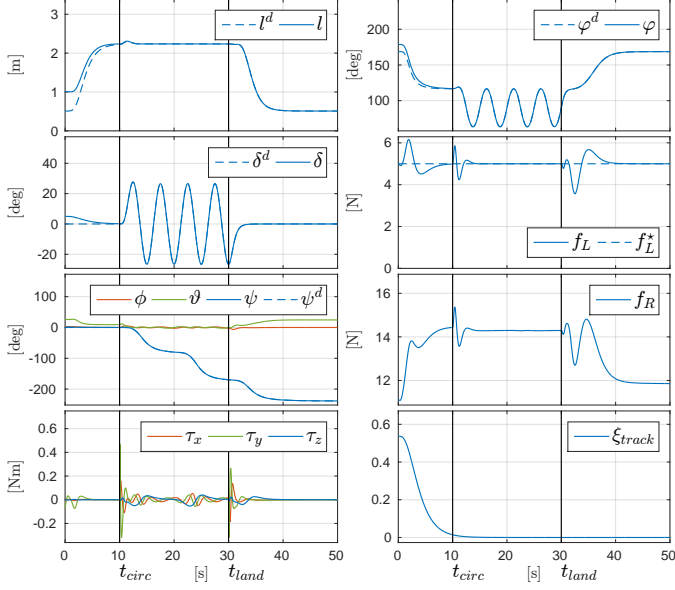 3
2
1
0
[m]
l^d l
150
100
[deg]
φ^d φ
40
20
0
-20
[deg]
δ^d δ
6
4
2
0
[N]
f_L f_L^⋆
100
0
-100
-200
[deg]
ϕ ϑ ψ ψ^d
16
14
12
[N]
f_R
0.6
0.4
0.2
0
-0.2
[Nm]
τ_x τ_y τ_z
0 10 20 30 40 50
t_circ [s] t_land
0.6
0.4
0.2
0
ξ_track
0 10 20 30 40 50
t_circ [s] t_land